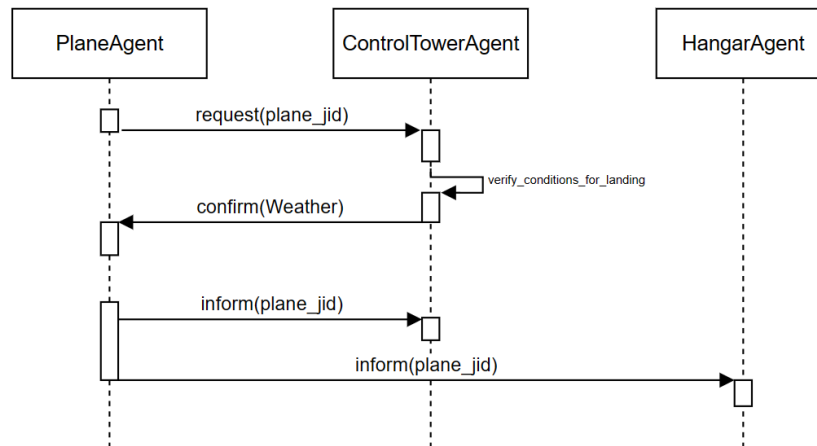 PlaneAgent
ControlTowerAgent
HangarAgent
request(plane_jid)
verify_conditions_for_landing
confirm(Weather)
inform(plane_jid)
inform(plane_jid)